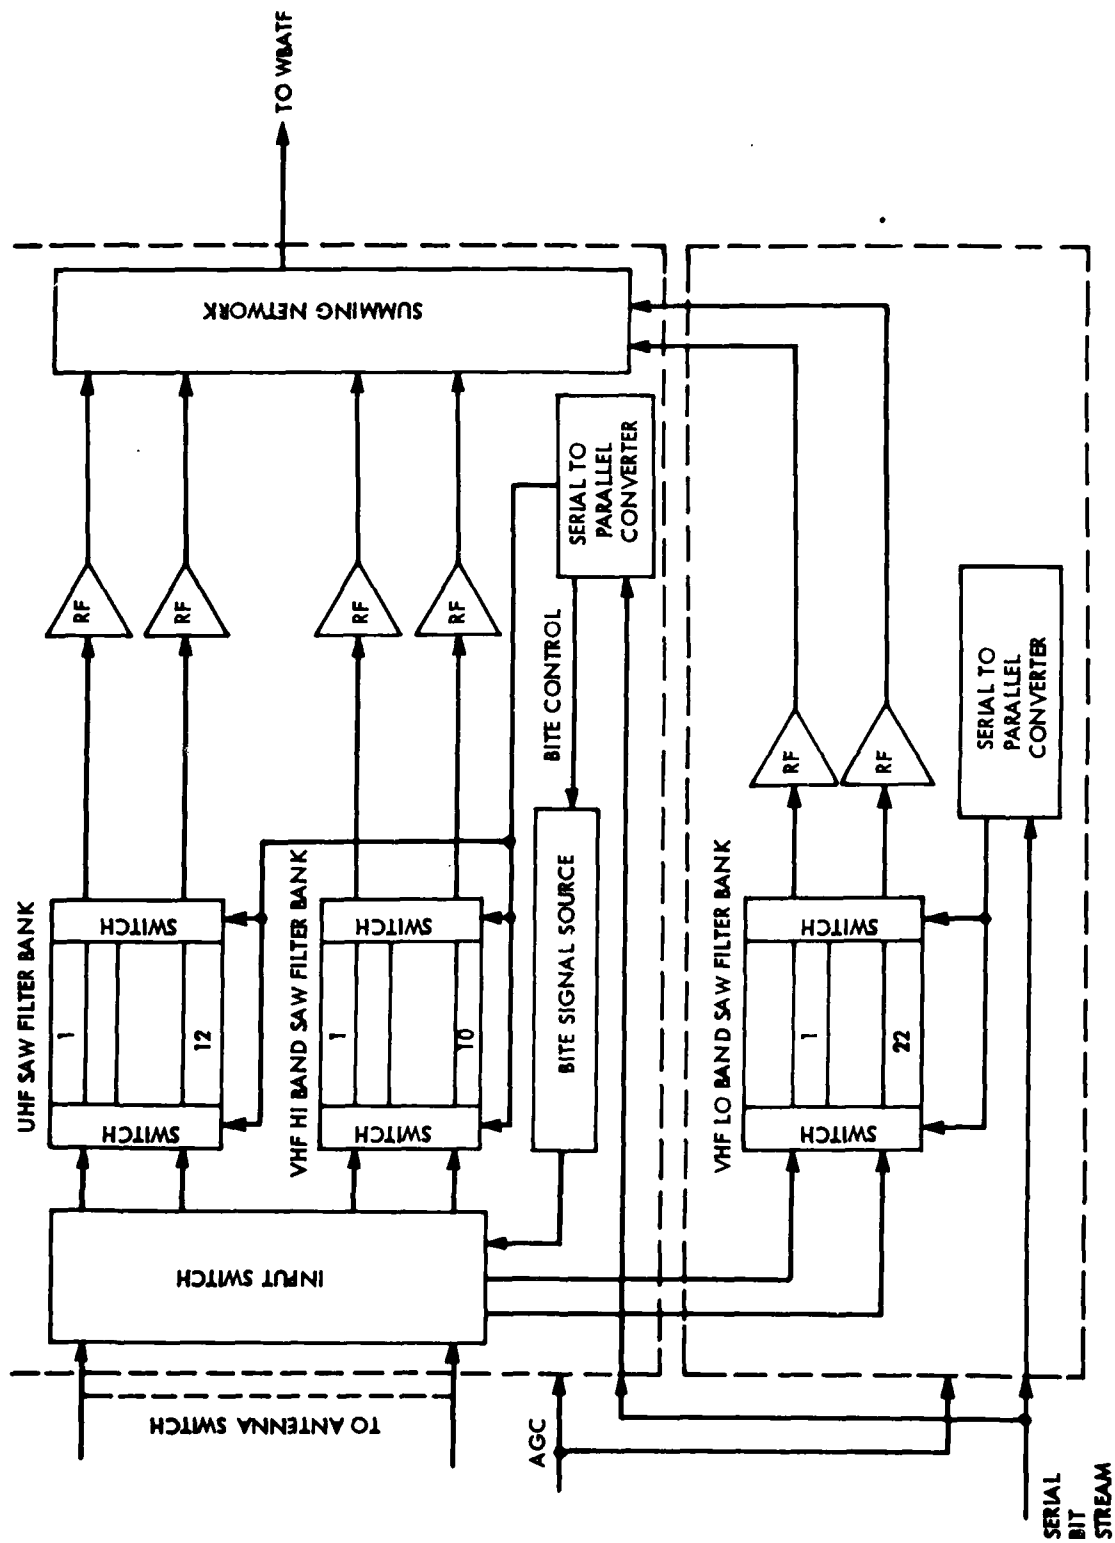 TO ANTENNA SWITCH
INPUT SWITCH
UHF SAW FILTER BANK
SWITCH
1
12
SWITCH
RF
RF
VHF HI BAND SAW FILTER BANK
SWITCH
1
10
SWITCH
RF
RF
SUMMING NETWORK
TO WBATF
BITE SIGNAL SOURCE
BITE CONTROL
SERIAL TO
PARALLEL
CONVERTER
AGC
VHF LO BAND SAW FILTER BANK
SWITCH
1
22
SWITCH
RF
RF
SERIAL TO
PARALLEL
CONVERTER
SERIAL
BIT
STREAM